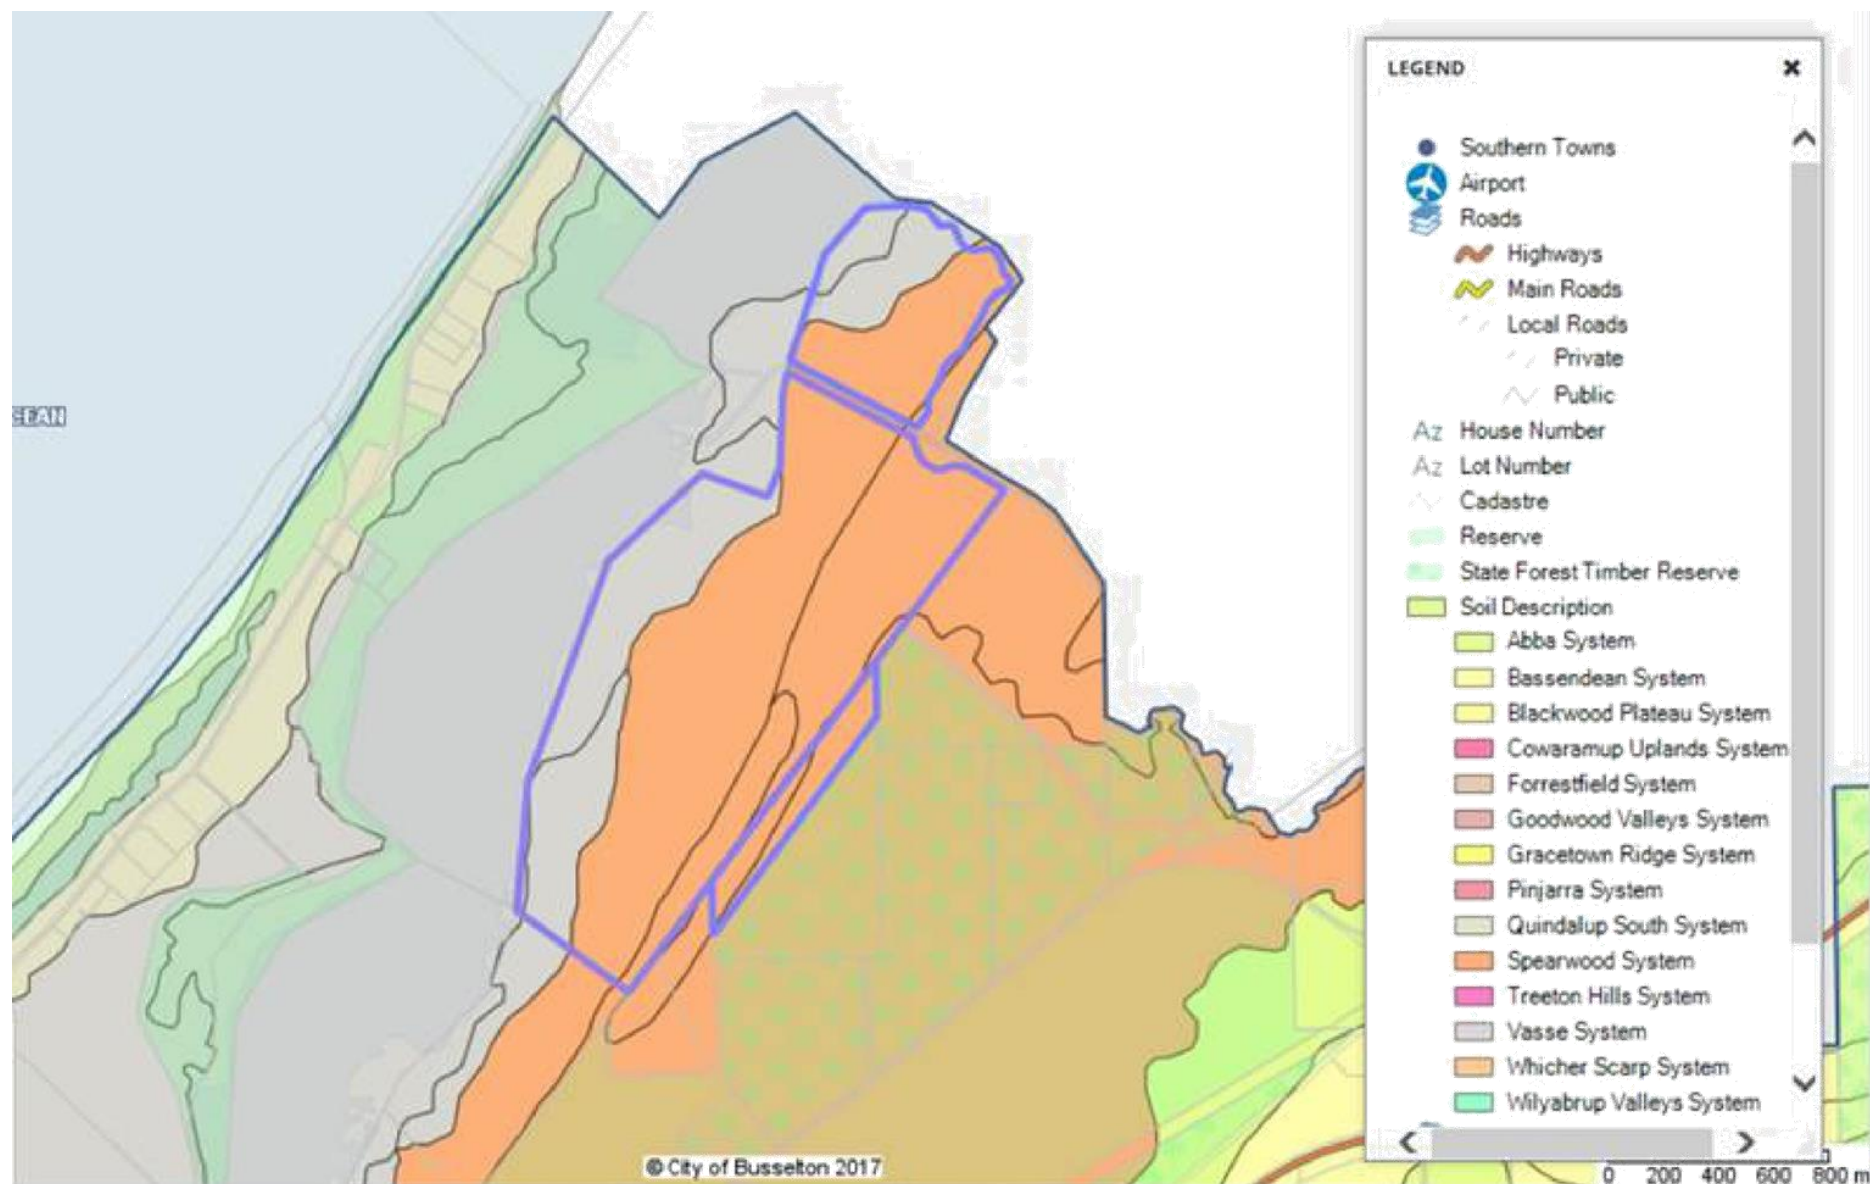 CEAN
LEGEND
Southern Towns
Airport
Roads
Highways
Main Roads
Local Roads
Private
Public
Az House Number
Az Lot Number
Cadastre
Reserve
State Forest Timber Reserve
Soil Description
Abba System
Bassendean System
Blackwood Plateau System
Cowaramup Uplands System
Forrestfield System
Goodwood Valleys System
Gracetown Ridge System
Pinjarra System
Quindalup South System
Spearwood System
Treeton Hills System
Vasse System
Whicher Scarp System
Wilyabrup Valleys System
© City of Busselton 2017
0 200 400 600 800 m